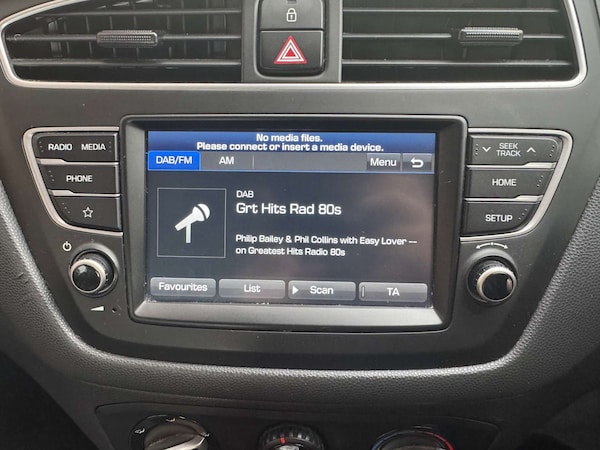 No media files.
Please connect or insert a media device.
RADIO MEDIA
DAB/FM AM Menu
SEEK
TRACK
PHONE
HOME
DAB
Grt Hits Rad 80s
SETUP
Philip Bailey & Phil Collins with Easy Lover --
on Greatest Hits Radio 80s
Favourites List Scan TA